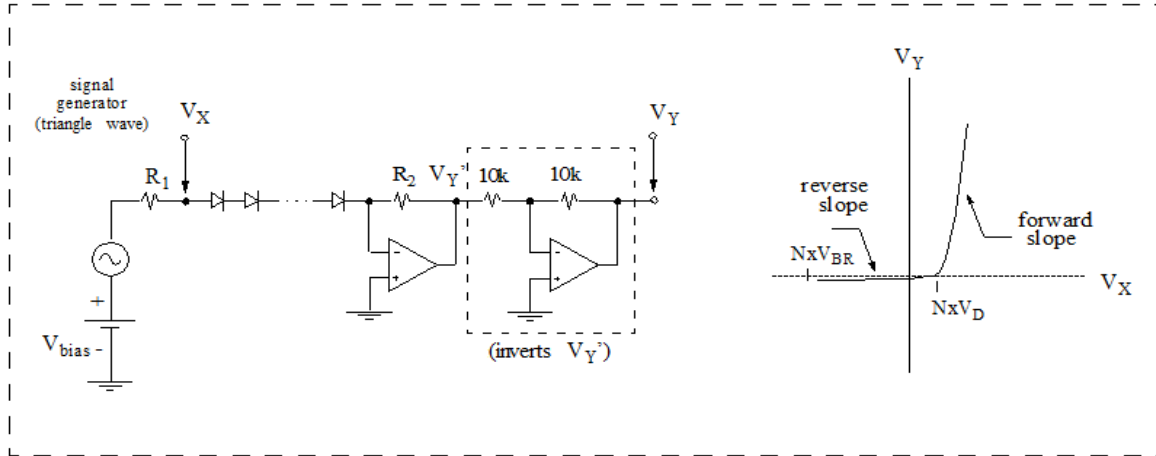 signal
generator
(triangle wave)
V_X
R_1
R_2
V_Y'
10k
10k
V_Y
-
+
-
+
+
V_bias -
(inverts V_Y')
V_Y
reverse
slope
forward
slope
NxV_BR
V_X
NxV_D